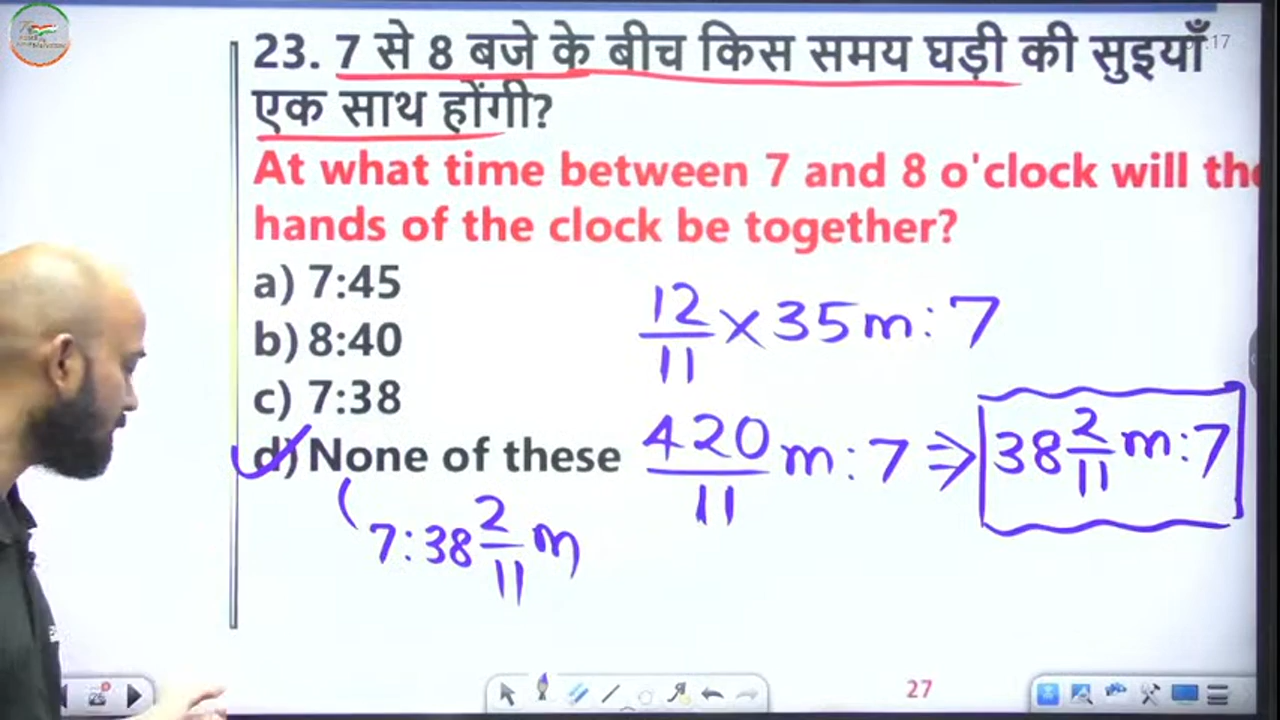 23. 7 से 8 बजे के बीच किस समय घड़ी की सुइयाँ
:17
एक साथ होंगी?
At what time between 7 and 8 o'clock will the
hands of the clock be together?
a) 7:45
b) 8:40
c) 7:38
d) None of these
7:38 2/11 m
12/11 × 35 m : 7
420/11 m : 7 ⇒ 38 2/11 m : 7
27